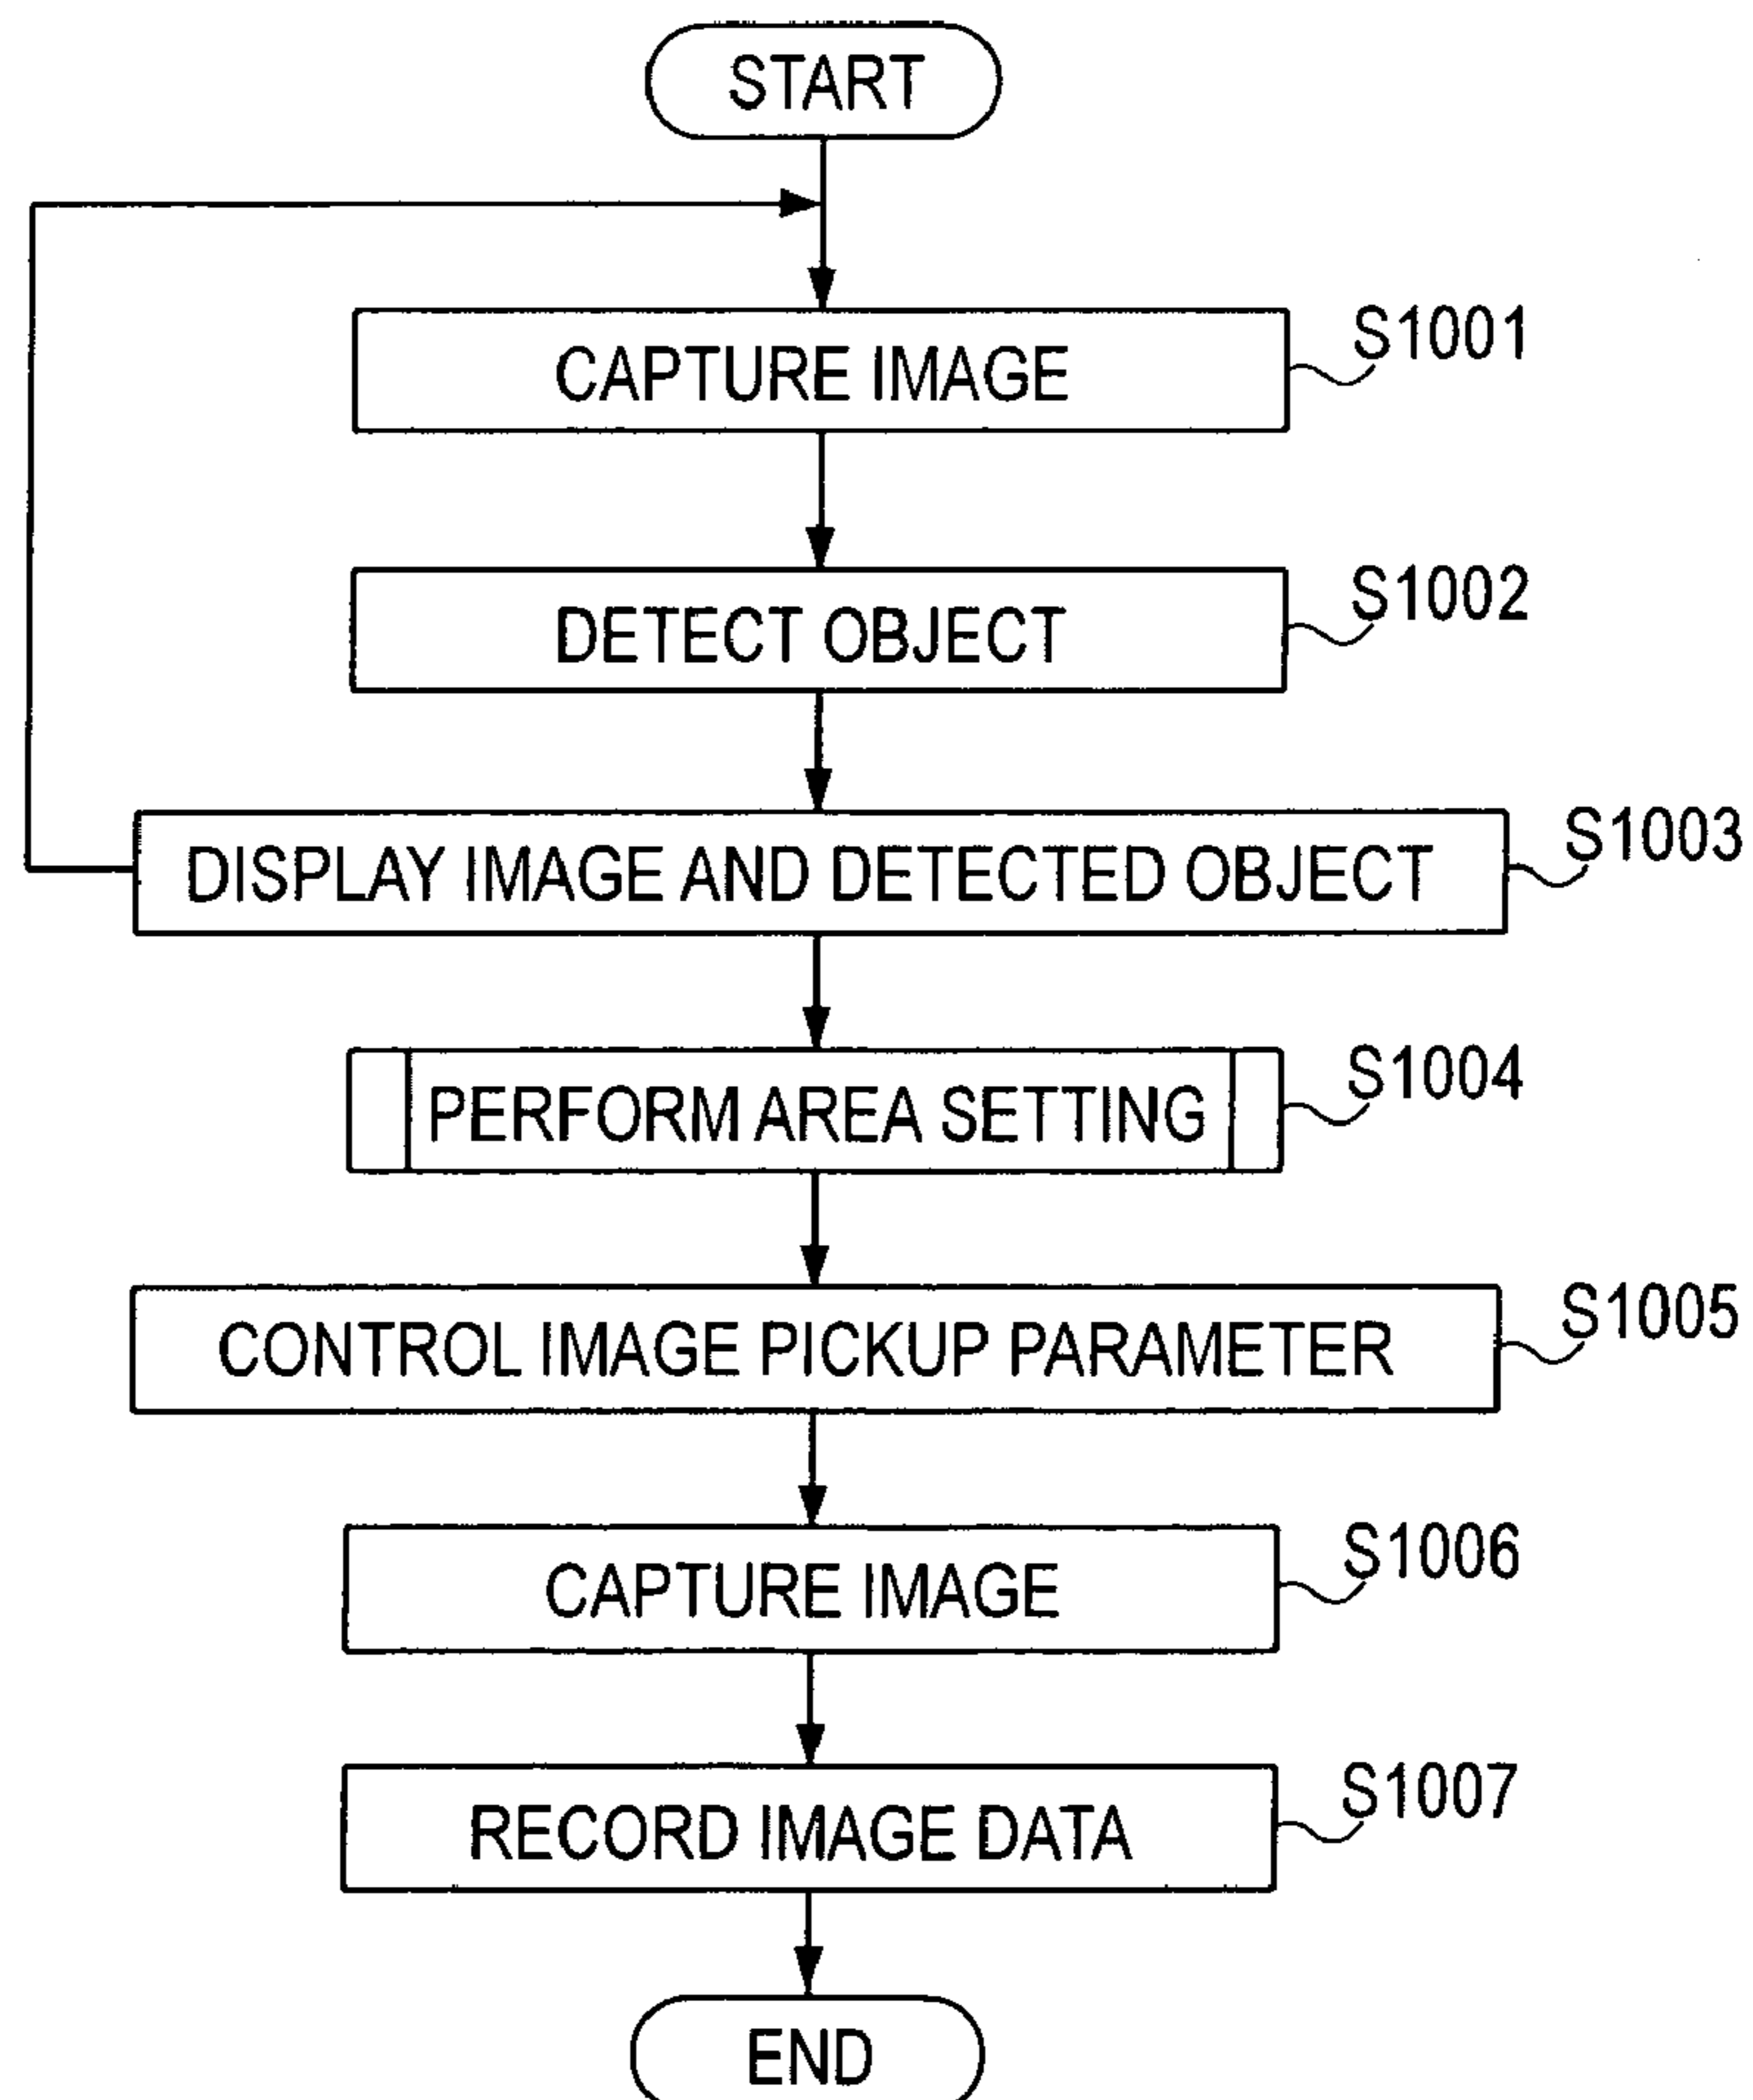 START
CAPTURE IMAGE
S1001
DETECT OBJECT
S1002
DISPLAY IMAGE AND DETECTED OBJECT
S1003
PERFORM AREA SETTING
S1004
CONTROL IMAGE PICKUP PARAMETER
S1005
CAPTURE IMAGE
S1006
RECORD IMAGE DATA
S1007
END